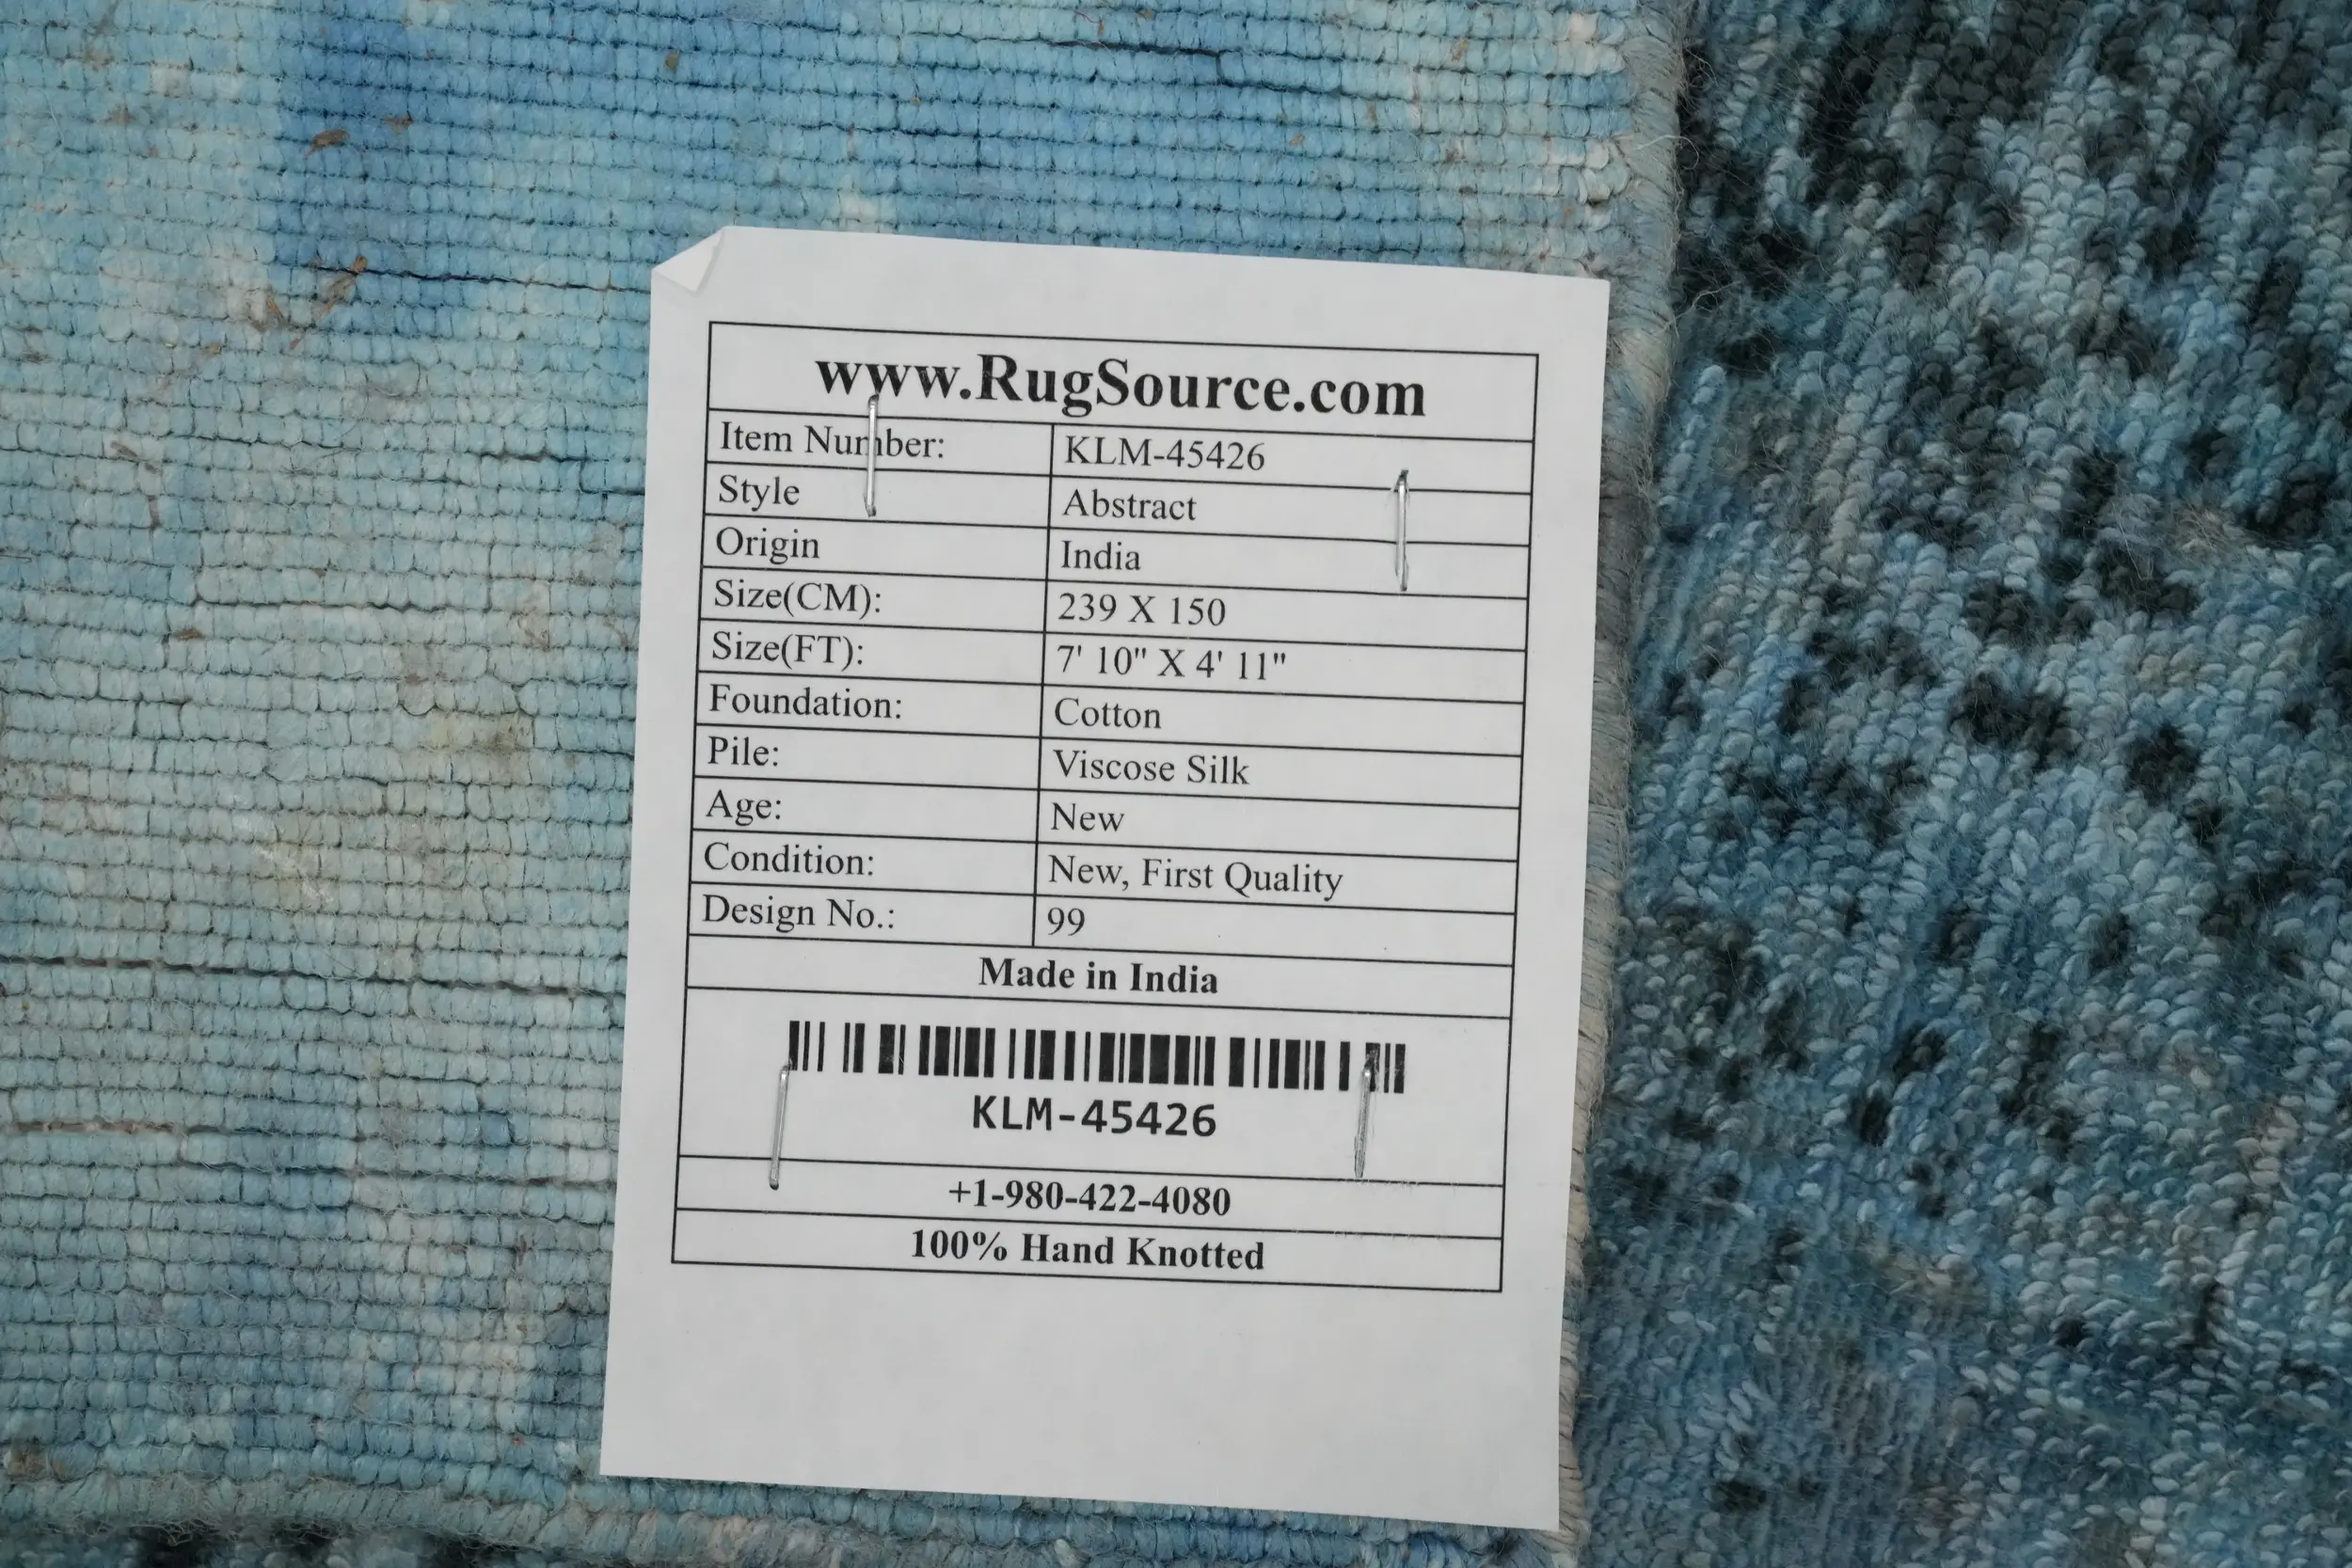 www.RugSource.com
Item Number: KLM-45426
Style Abstract
Origin India
Size(CM): 239 X 150
Size(FT): 7' 10" X 4' 11"
Foundation: Cotton
Pile: Viscose Silk
Age: New
Condition: New, First Quality
Design No.: 99
Made in India
KLM-45426
+1-980-422-4080
100% Hand Knotted